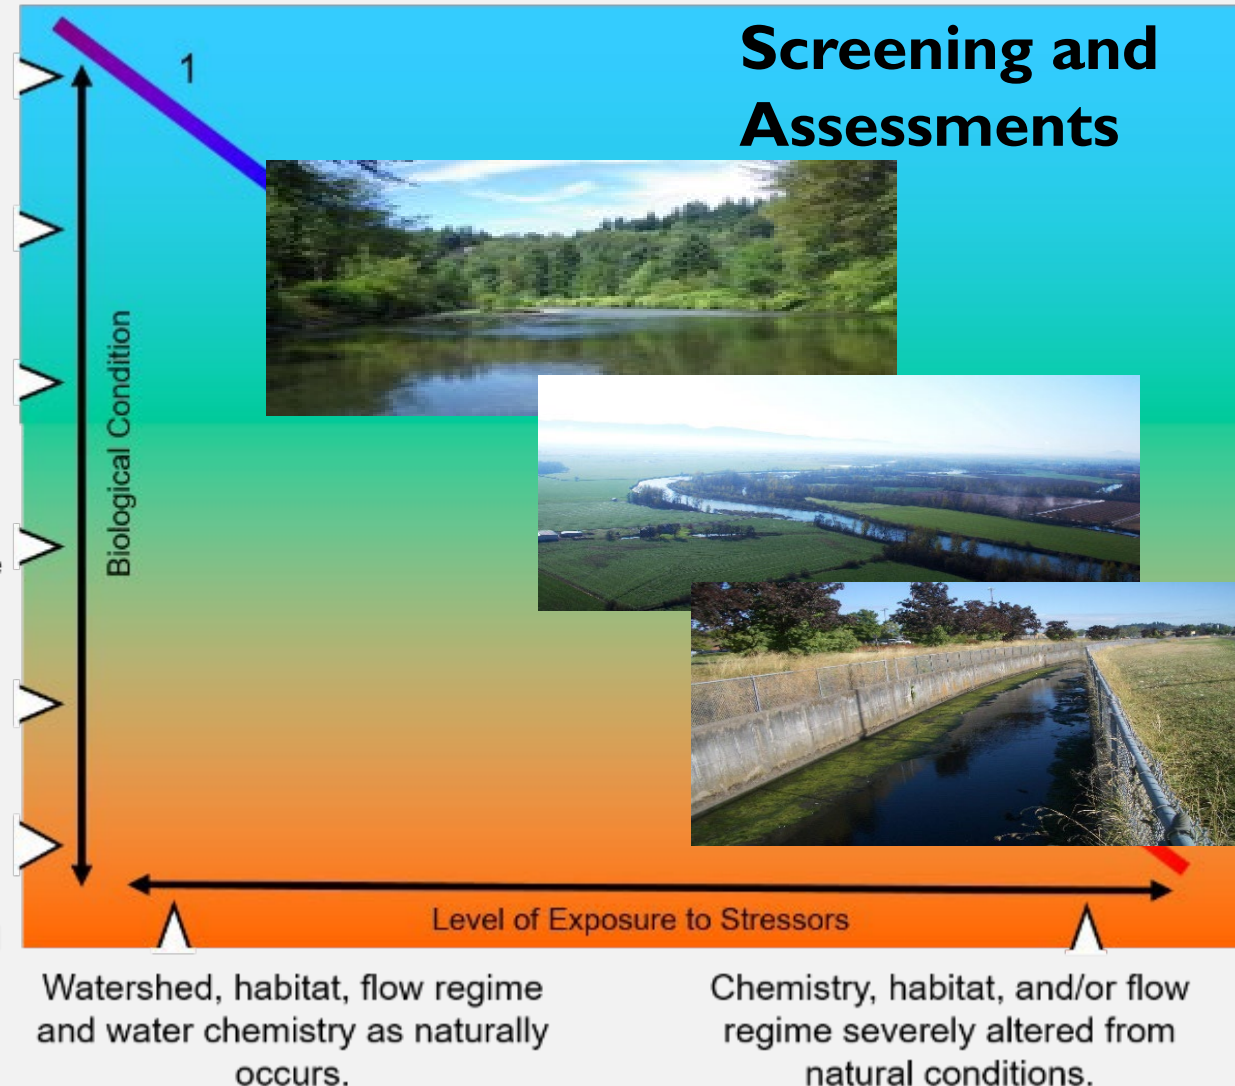 Screening and
Assessments
1
Biological Condition
Level of Exposure to Stressors
Watershed, habitat, flow regime
and water chemistry as naturally
occurs.
Chemistry, habitat, and/or flow
regime severely altered from
natural conditions.